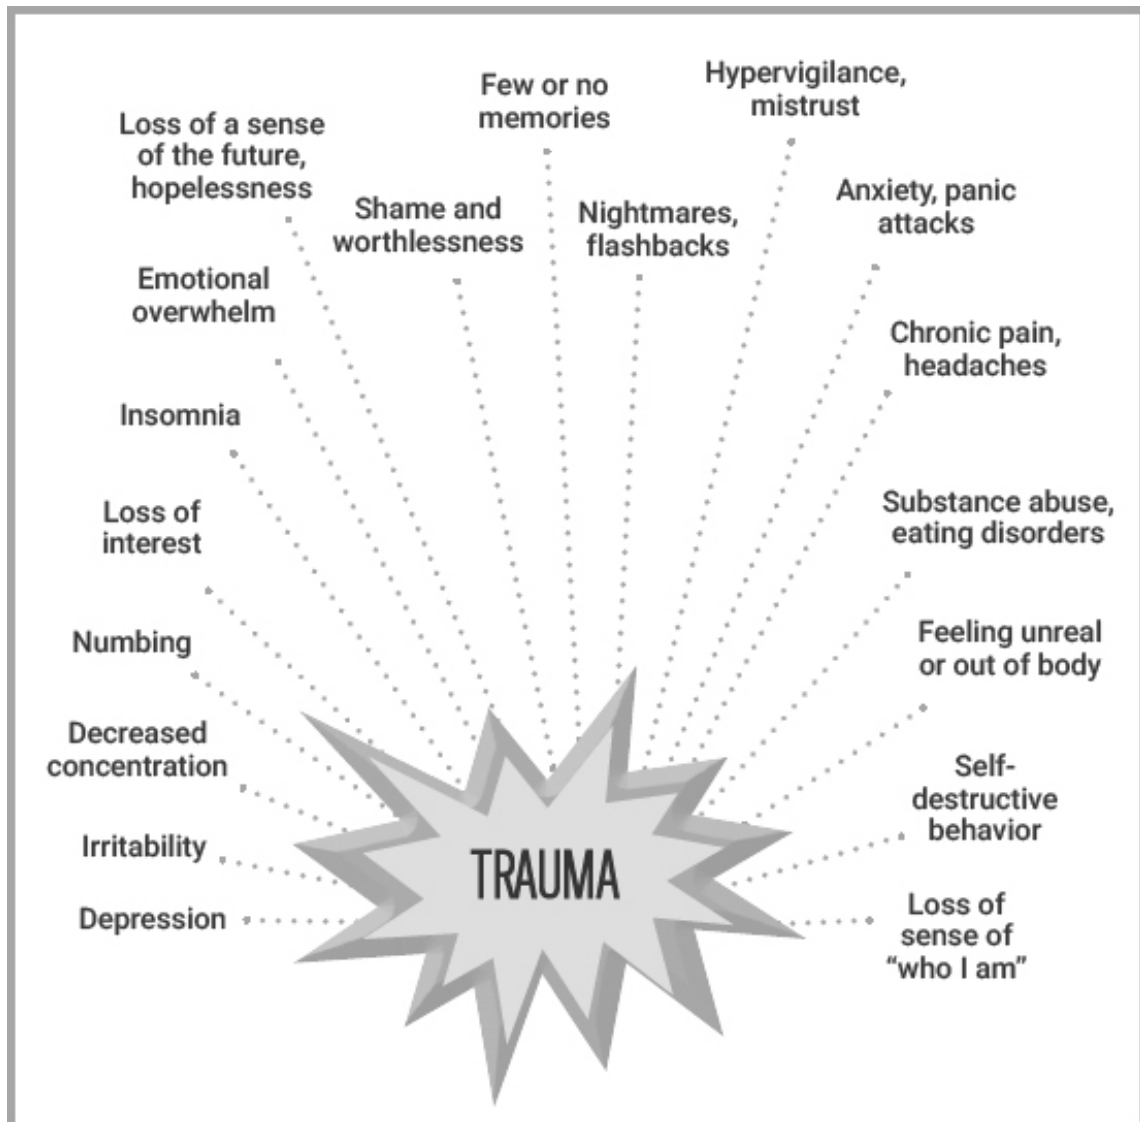 Few or no
memories
Hypervigilance,
mistrust
Loss of a sense
of the future,
hopelessness
Shame and
worthlessness
Nightmares,
flashbacks
Anxiety, panic
attacks
Emotional
overwhelm
Chronic pain,
headaches
Insomnia
Loss of
interest
Substance abuse,
eating disorders
Numbing
Feeling unreal
or out of body
Decreased
concentration
Self-
destructive
behavior
Irritability
TRAUMA
Depression
Loss of
sense of
“who I am”